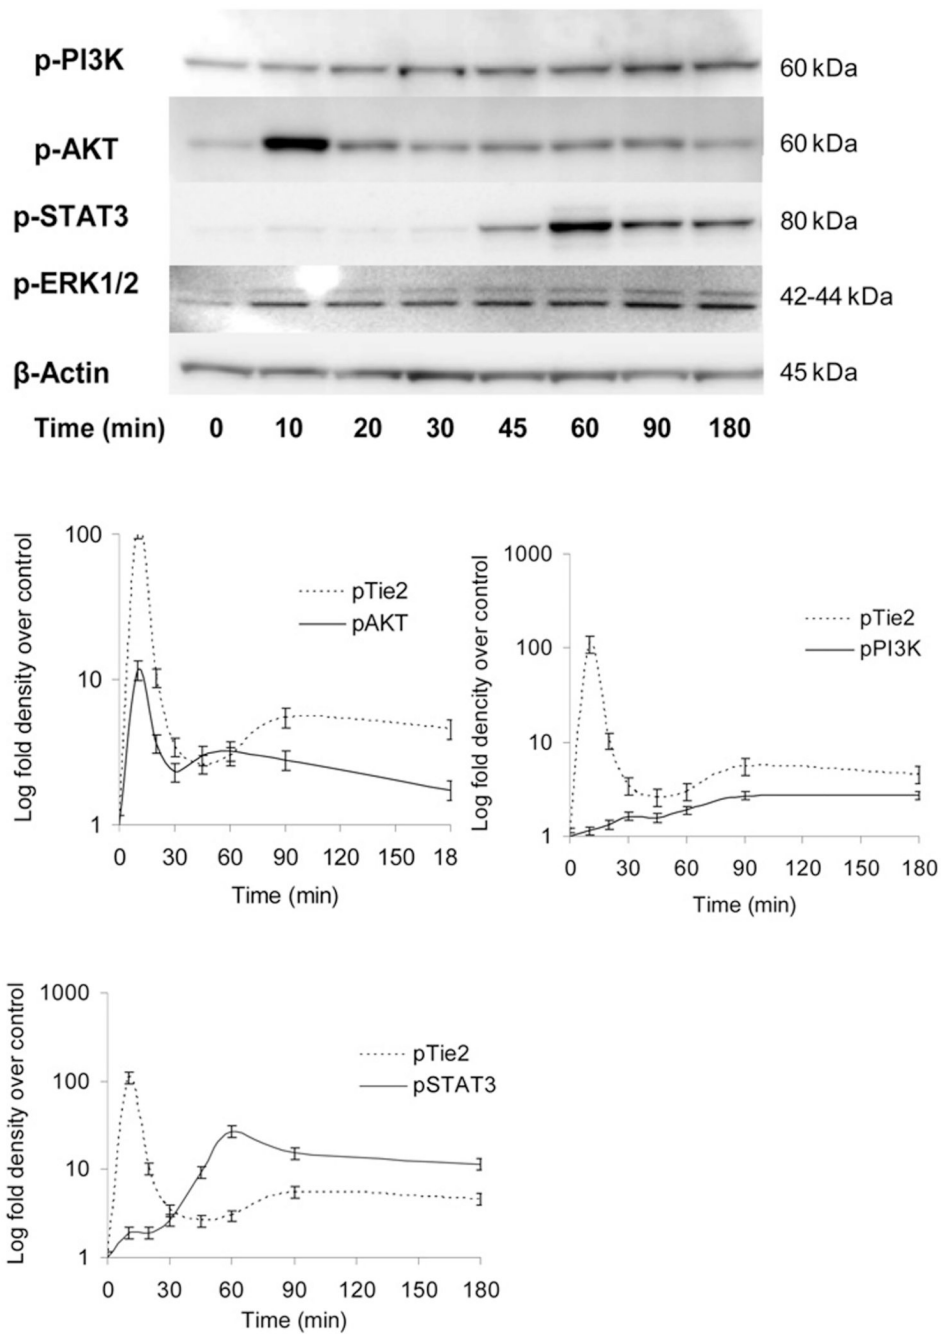 p-PI3K 60 kDa
p-AKT 60 kDa
p-STAT3 80 kDa
p-ERK1/2 42-44 kDa
β-Actin 45 kDa
Time (min) 0 10 20 30 45 60 90 180
Log fold density over control
100
10
1
pTie2
pAKT
0 30 60 90 120 150 18
Time (min)
Log fold dencity over control
1000
100
10
1
pTie2
pPI3K
0 30 60 90 120 150 180
Time (min)
Log fold density over control
1000
100
10
1
pTie2
pSTAT3
0 30 60 90 120 150 180
Time (min)